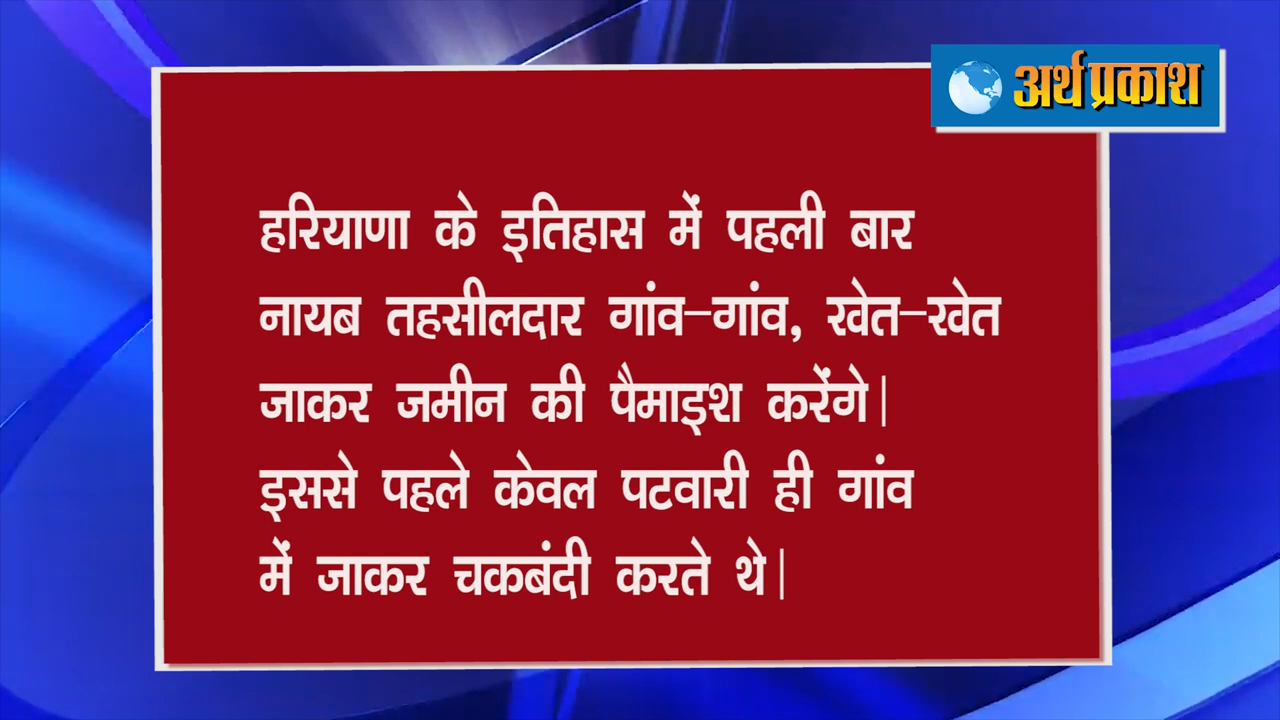 अर्थ प्रकाश
हरियाणा के इतिहास में पहली बार
नायब तहसीलदार गांव-गांव, खेत-खेत
जाकर जमीन की पैमाइश करेंगे|
इससे पहले केवल पटवारी ही गांव
में जाकर चकबंदी करते थे|